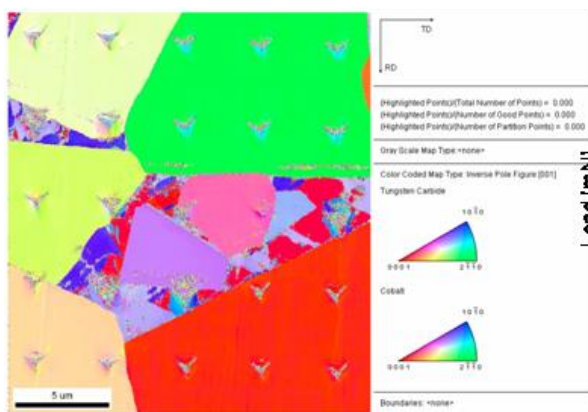 TD
RD
(Highlighted Points)/(Total Number of Points) = 0.000
(Highlighted Points)/(Number of Good Points) = 0.000
(Highlighted Points)/(Number of Partition Points) = 0.000
Gray Scale Map Type:<none>
Color Coded Map Type: Inverse Pole Figure [001]
Tungsten Carbide
10 1̅ 0
0001
2 1̅ 1̅ 0
Cobalt
10 1̅ 0
0001
2 1̅ 1̅ 0
Boundaries: <none>
5 um
Load [mN]